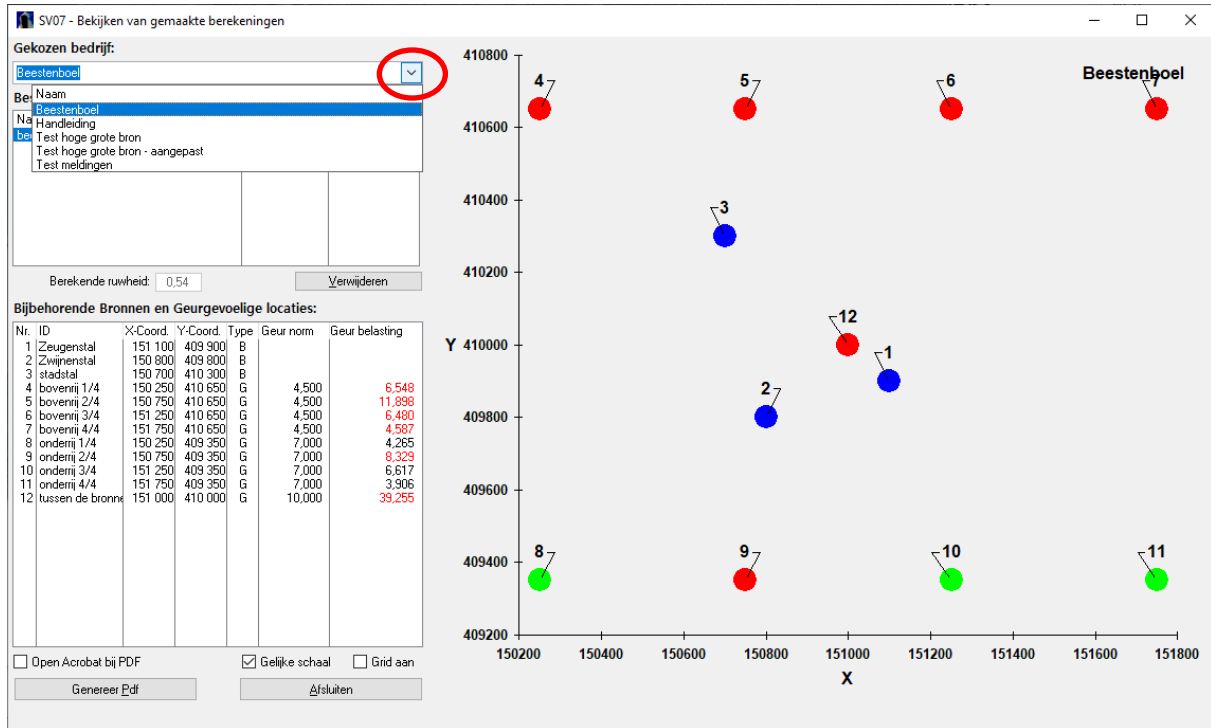 SV07 - Bekijken van gemaakte berekeningen
Gekozen bedrijf:
Beestenboel
Naam
Beestenboel
Handleiding
Test hoge grote bron
Test hoge grote bron - aangepast
Test meldingen
Berekende ruwheid: 0,54 Verwijderen
Bijbehorende Bronnen en Geurgevoelige locaties:
Nr. ID X-Coord. Y-Coord. Type Geur norm Geur belasting
1 Zeugenstal 151 100 409 900 B
2 Zwijnenstal 150 800 409 800 B
3 stadstal 150 700 410 300 B
4 bovenrij 1/4 150 250 410 650 G 4,500 6,548
5 bovenrij 2/4 150 750 410 650 G 4,500 11,898
6 bovenrij 3/4 151 250 410 650 G 4,500 6,480
7 bovenrij 4/4 151 750 410 650 G 4,500 4,587
8 onderrij 1/4 150 250 409 350 G 7,000 4,265
9 onderrij 2/4 150 750 409 350 G 7,000 8,329
10 onderrij 3/4 151 250 409 350 G 7,000 6,617
11 onderrij 4/4 151 750 409 350 G 7,000 3,906
12 tussen de bronne 151 000 410 000 G 10,000 39,255
Open Acrobat bij PDF Gelijke schaal Grid aan
Genereer Pdf Afsluiten
Beestenboel
410800
4 5 6 7
410600
410400
3
410200
12
Y 410000
1
2
409800
409600
8 9 10 11
409400
409200
150200 150400 150600 150800 151000 151200 151400 151600 151800
X